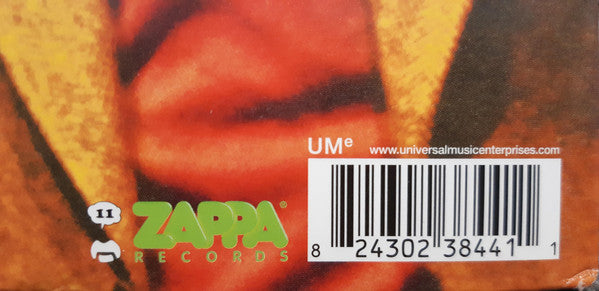 UMe www.universalmusicenterprises.com
11 ZAPPA®
RECORDS
8 24302 38441 1